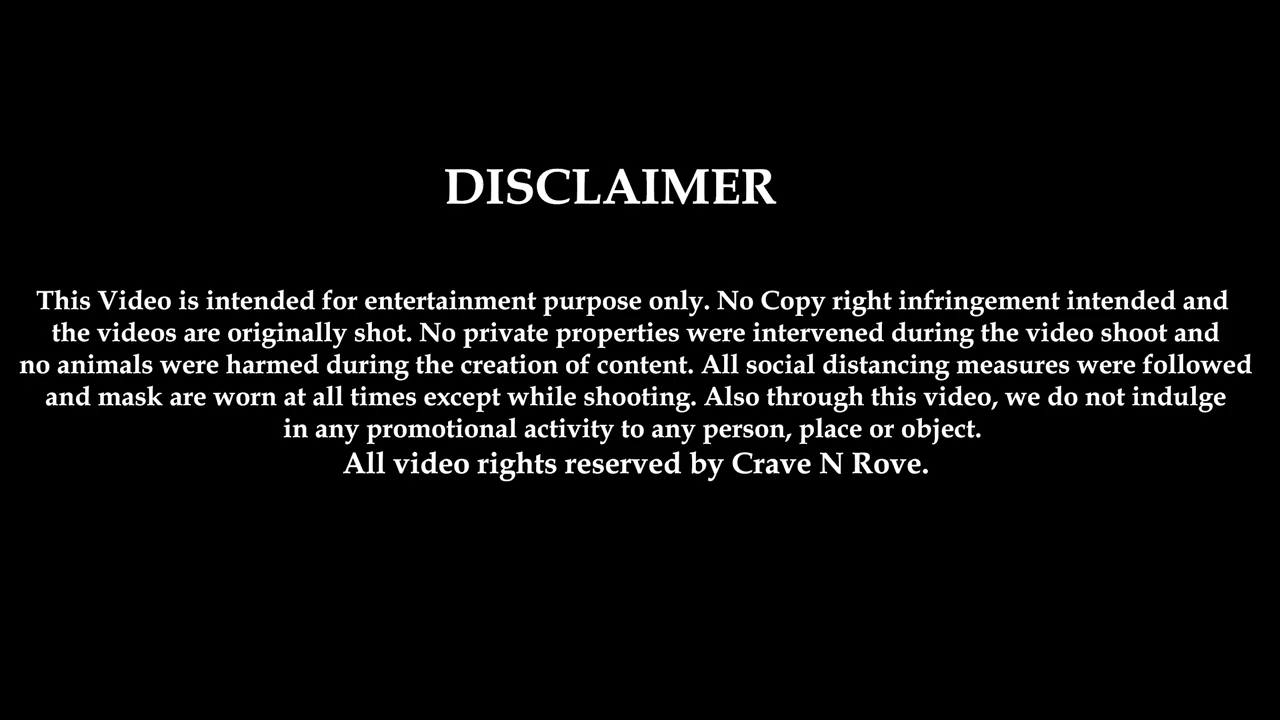 DISCLAIMER
This Video is intended for entertainment purpose only. No Copy right infringement intended and
the videos are originally shot. No private properties were intervened during the video shoot and
no animals were harmed during the creation of content. All social distancing measures were followed
and mask are worn at all times except while shooting. Also through this video, we do not indulge
in any promotional activity to any person, place or object.
All video rights reserved by Crave N Rove.